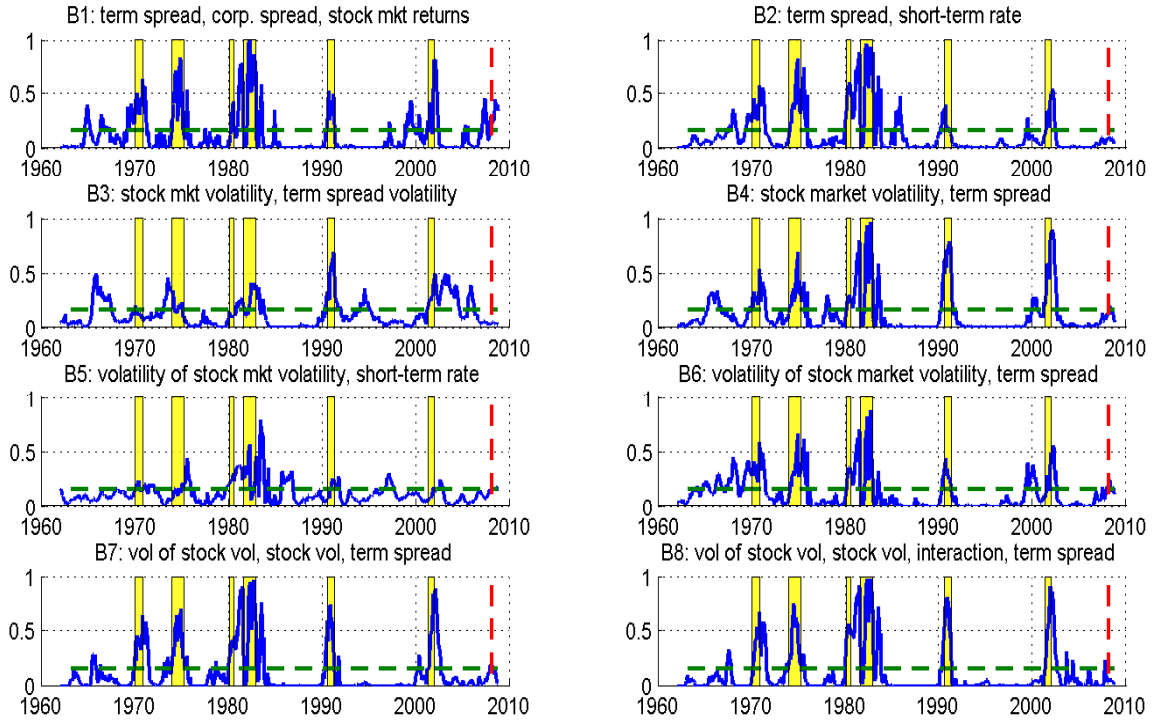 B1: term spread, corp. spread, stock mkt returns
1
0.5
0
1960 1970 1980 1990 2000 2010
B2: term spread, short-term rate
1
0.5
0
1960 1970 1980 1990 2000 2010
B3: stock mkt volatility, term spread volatility
1
0.5
0
1960 1970 1980 1990 2000 2010
B4: stock market volatility, term spread
1
0.5
0
1960 1970 1980 1990 2000 2010
B5: volatility of stock mkt volatility, short-term rate
1
0.5
0
1960 1970 1980 1990 2000 2010
B6: volatility of stock market volatility, term spread
1
0.5
0
1960 1970 1980 1990 2000 2010
B7: vol of stock vol, stock vol, term spread
1
0.5
0
1960 1970 1980 1990 2000 2010
B8: vol of stock vol, stock vol, interaction, term spread
1
0.5
0
1960 1970 1980 1990 2000 2010